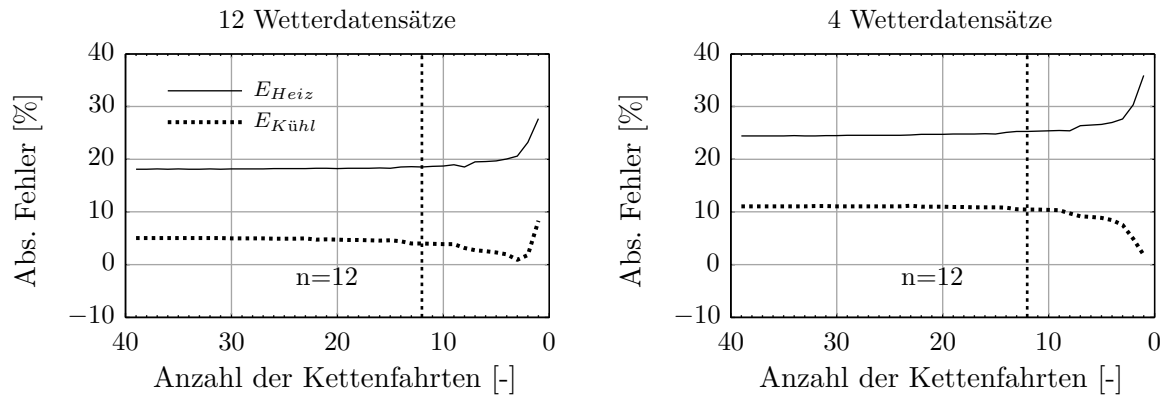 12 Wetterdatensätze
Abs. Fehler [%]
40
30
20
10
0
−10
E_Heiz
E_Kühl
n=12
40 30 20 10 0
Anzahl der Kettenfahrten [-]
4 Wetterdatensätze
Abs. Fehler [%]
40
30
20
10
0
−10
n=12
40 30 20 10 0
Anzahl der Kettenfahrten [-]